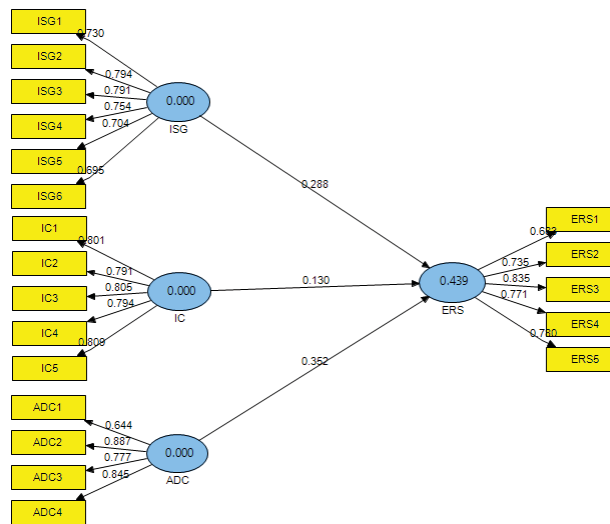 ISG1
0.730
ISG2
0.794
ISG3
0.791
ISG4
0.754
ISG5
0.704
ISG6
0.695
0.000
ISG
0.288
IC1
0.801
IC2
0.791
IC3
0.805
IC4
0.794
IC5
0.809
0.000
IC
0.130
ADC1
0.644
ADC2
0.887
ADC3
0.777
ADC4
0.845
0.000
ADC
0.352
0.439
ERS
ERS1
ERS2
0.735
ERS3
0.835
ERS4
0.771
ERS5